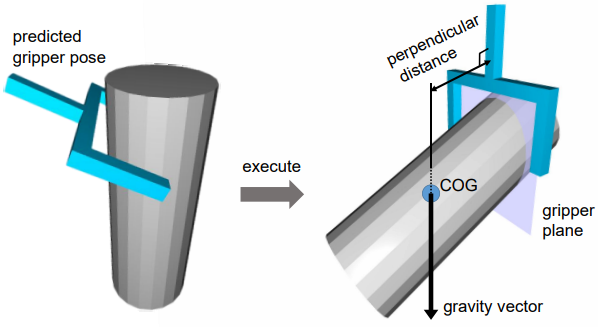 predicted
gripper pose
execute
perpendicular
distance
COG
gripper
plane
gravity vector